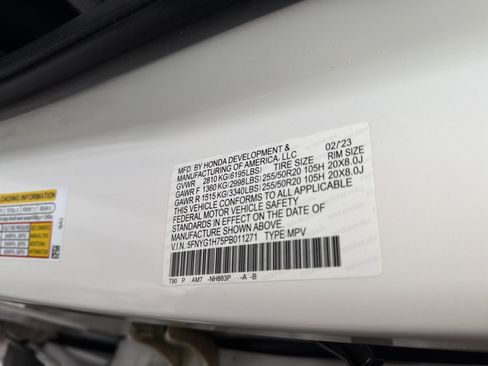 MFD. BY HONDA DEVELOPMENT & 02/'23
MANUFACTURING OF AMERICA, LLC
GVWR 2810 KG(6195LBS) TIRE SIZE RIM SIZE
GAWR F 1360 KG(2998LBS) 255/50R20 105H 20X8.0J
GAWR R 1515 KG(3340LBS) 255/50R20 105H 20X8.0J
THIS VEHICLE CONFORMS TO ALL APPLICABLE
FEDERAL MOTOR VEHICLE SAFETY
STANDARDS IN EFFECT ON THE DATE OF
MANUFACTURE SHOWN ABOVE.
V.I.N. 5FNYG1H75PB011271 TYPE MPV
T90 P AM7 -NH883P -A -B
LOADING INFORMATION